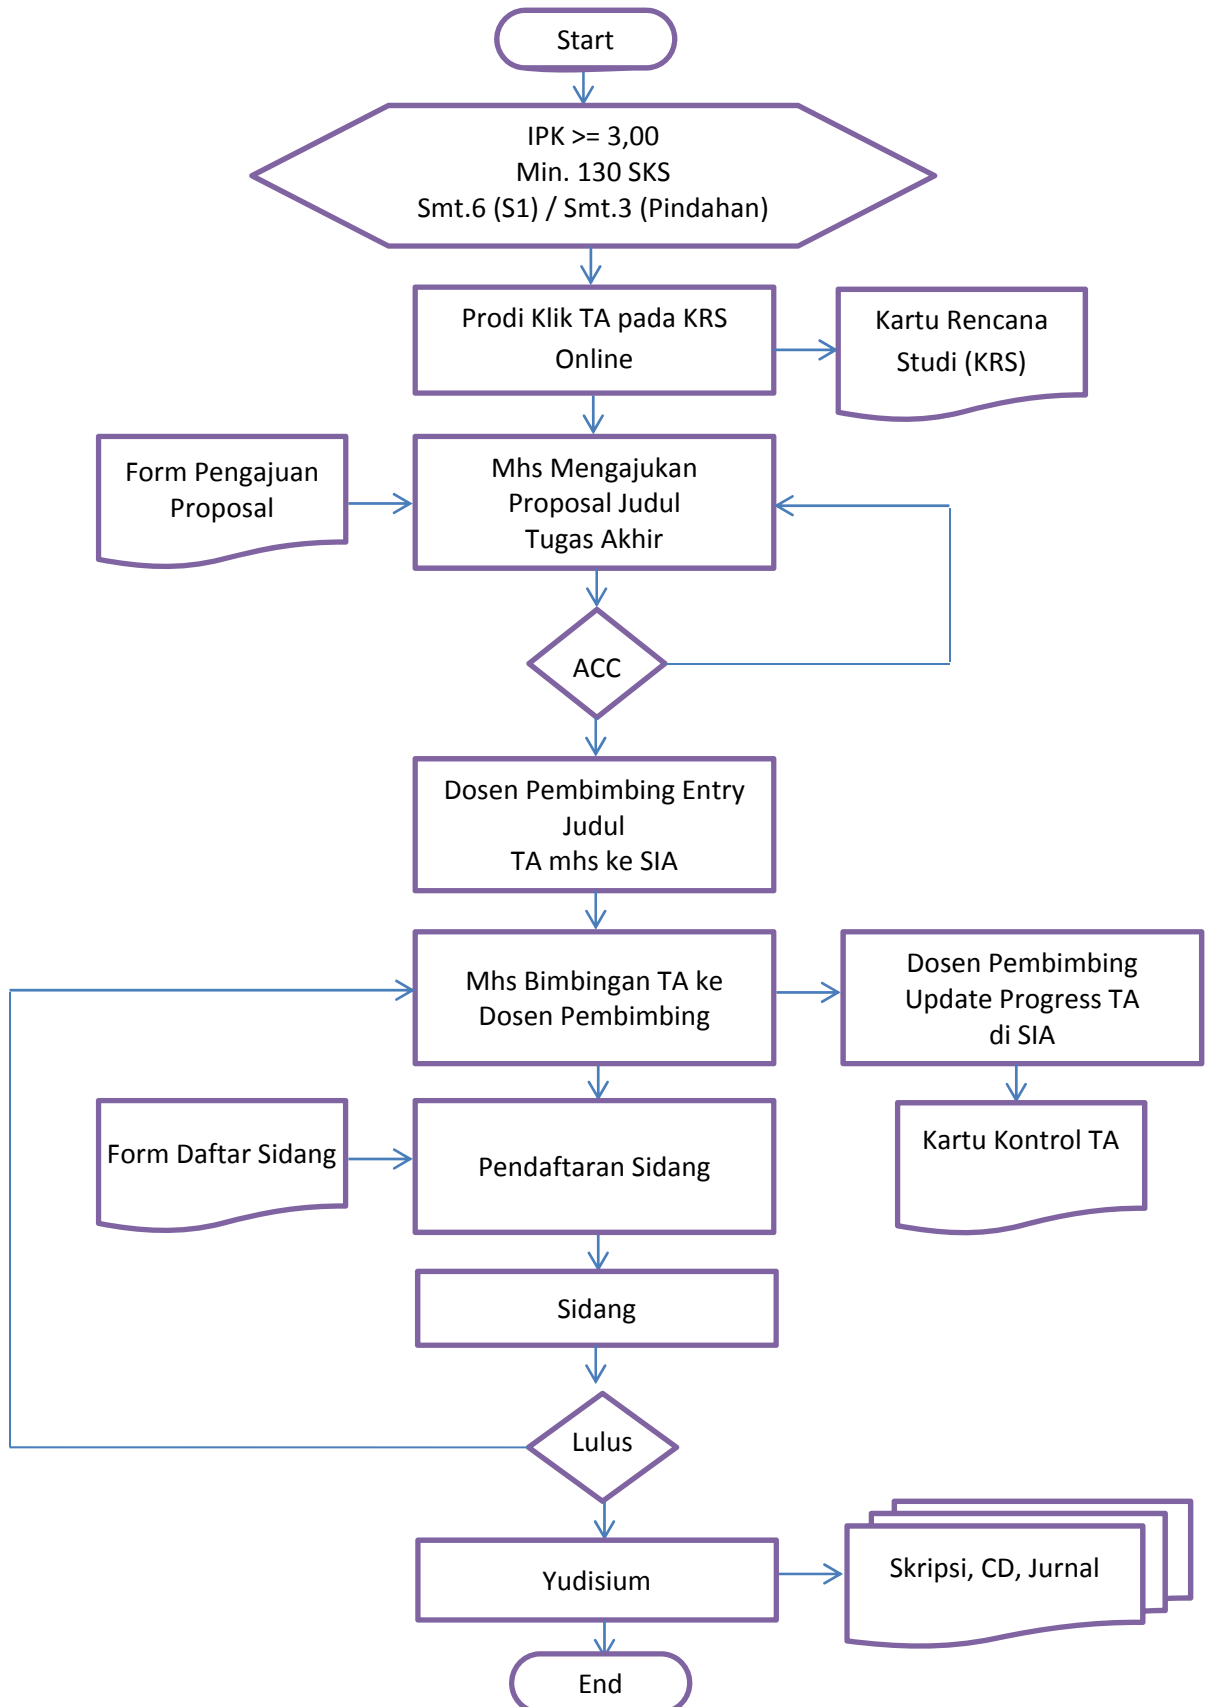 Start
IPK >= 3,00
Min. 130 SKS
Smt.6 (S1) / Smt.3 (Pindahan)
Prodi Klik TA pada KRS
Online
Kartu Rencana
Studi (KRS)
Form Pengajuan
Proposal
Mhs Mengajukan
Proposal Judul
Tugas Akhir
ACC
Dosen Pembimbing Entry
Judul
TA mhs ke SIA
Mhs Bimbingan TA ke
Dosen Pembimbing
Dosen Pembimbing
Update Progress TA
di SIA
Form Daftar Sidang
Pendaftaran Sidang
Kartu Kontrol TA
Sidang
Lulus
Yudisium
Skripsi, CD, Jurnal
End